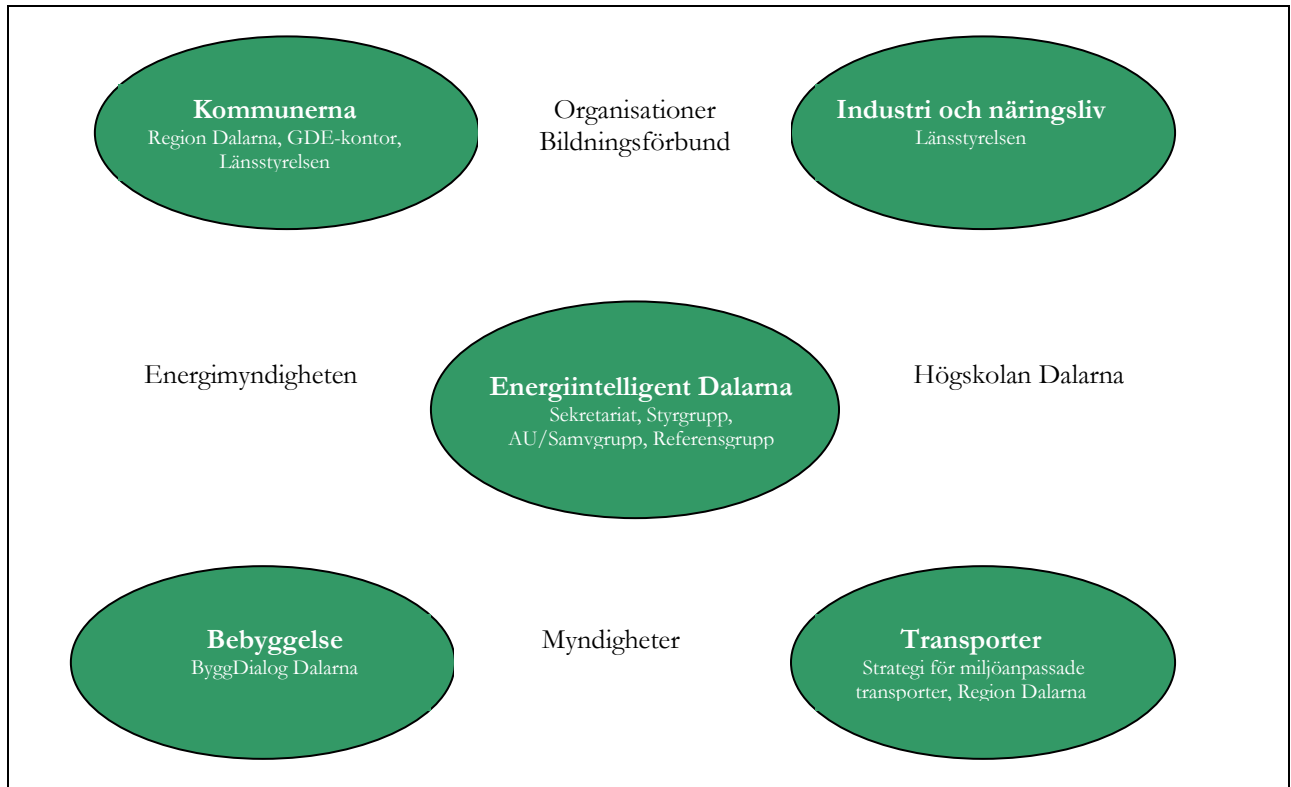 Kommunerna
Region Dalarna, GDE-kontor,
Länsstyrelsen
Organisationer
Bildningsförbund
Industri och näringsliv
Länsstyrelsen
Energimyndigheten
Energiintelligent Dalarna
Sekretariat, Styrgrupp,
AU/Samvgrupp, Referensgrupp
Högskolan Dalarna
Bebyggelse
ByggDialog Dalarna
Myndigheter
Transporter
Strategi för miljöanpassade
transporter, Region Dalarna